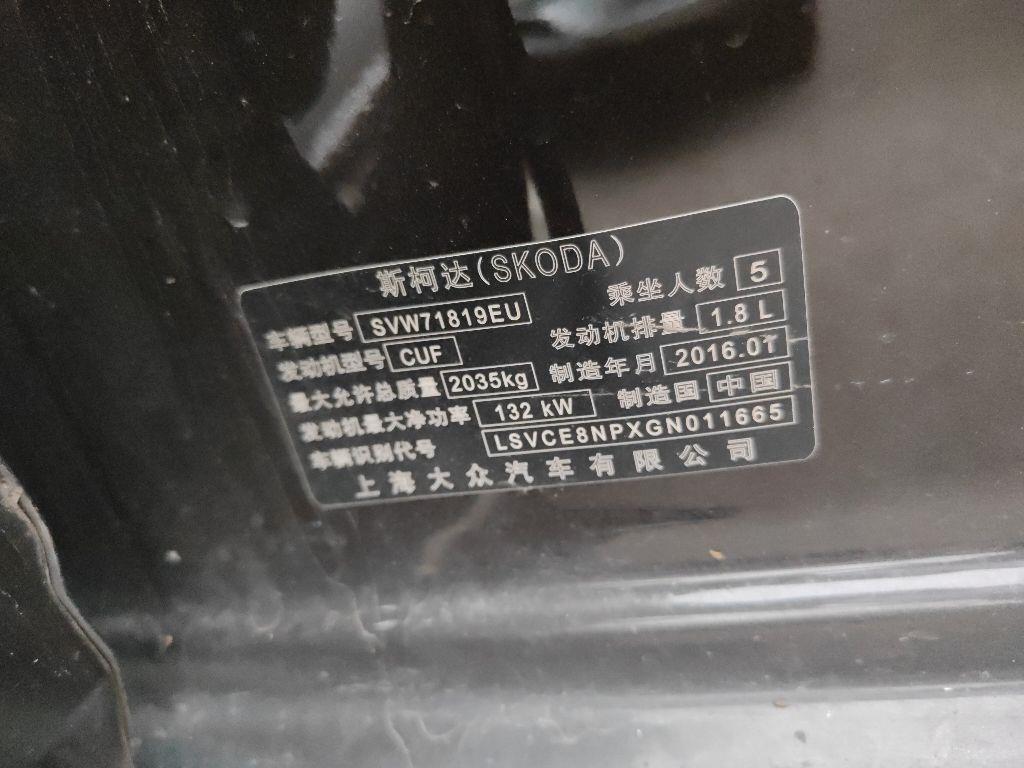 斯柯达(SKODA)
乘坐人数 5
车辆型号 SVW71819EU 发动机排量 1.8 L
发动机型号 CUF 制造年月 2016.01
最大允许总质量 2035kg 制造国 中国
发动机最大净功率 132 kW
车辆识别代号 LSVCE8NPXGN011665
上海大众汽车有限公司